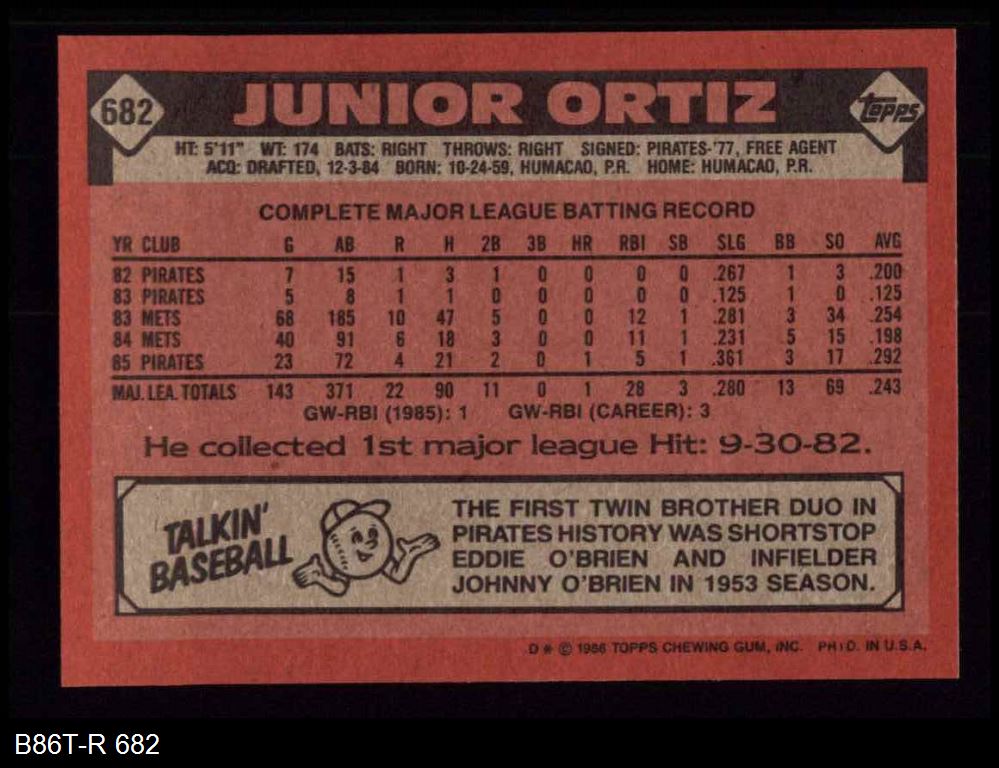 682 JUNIOR ORTIZ Topps
HT: 5'11" WT: 174 BATS: RIGHT THROWS: RIGHT SIGNED: PIRATES-'77, FREE AGENT
ACQ: DRAFTED, 12-3-84 BORN: 10-24-59, HUMACAO, P.R. HOME: HUMACAO, P.R.
COMPLETE MAJOR LEAGUE BATTING RECORD
YR CLUB G AB R H 2B 3B HR RBI SB SLG BB SO AVG
82 PIRATES 7 15 1 3 1 0 0 0 0 .267 1 3 .200
83 PIRATES 5 8 1 1 0 0 0 0 0 .125 1 0 .125
83 METS 68 185 10 47 5 0 0 12 1 .281 3 34 .254
84 METS 40 91 6 18 3 0 0 11 1 .231 5 15 .198
85 PIRATES 23 72 4 21 2 0 1 5 1 .361 3 17 .292
MAJ. LEA. TOTALS 143 371 22 90 11 0 1 28 3 .280 13 69 .243
GW-RBI (1985): 1 GW-RBI (CAREER): 3
He collected 1st major league Hit: 9-30-82.
TALKIN'
BASEBALL
THE FIRST TWIN BROTHER DUO IN
PIRATES HISTORY WAS SHORTSTOP
EDDIE O'BRIEN AND INFIELDER
JOHNNY O'BRIEN IN 1953 SEASON.
D * © 1986 TOPPS CHEWING GUM, INC. PRTD. IN U.S.A.
B86T-R 682